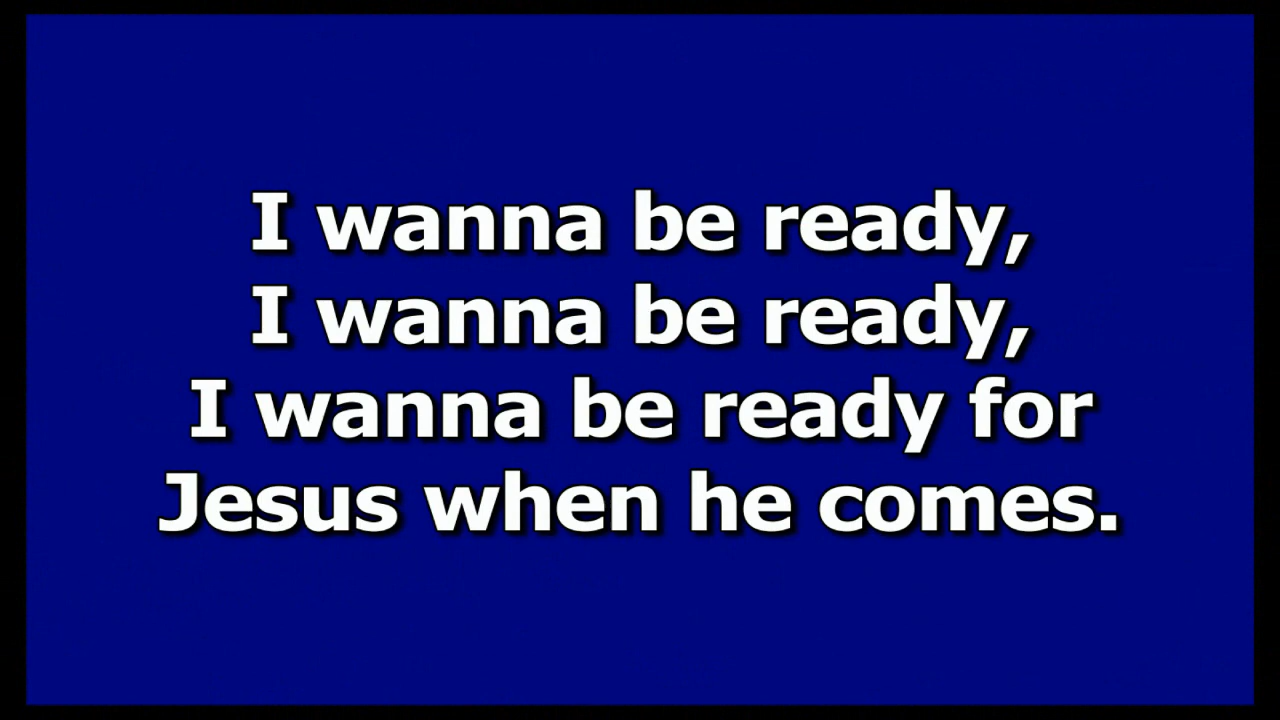 I wanna be ready,
I wanna be ready,
I wanna be ready for
Jesus when he comes.